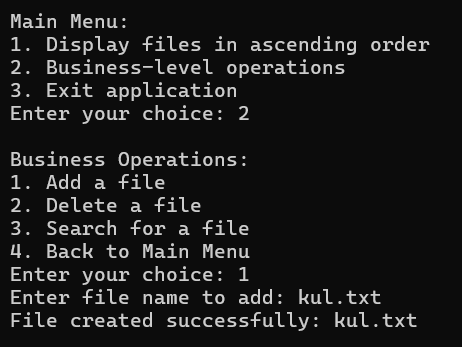 Main Menu:
1. Display files in ascending order
2. Business-level operations
3. Exit application
Enter your choice: 2

Business Operations:
1. Add a file
2. Delete a file
3. Search for a file
4. Back to Main Menu
Enter your choice: 1
Enter file name to add: kul.txt
File created successfully: kul.txt